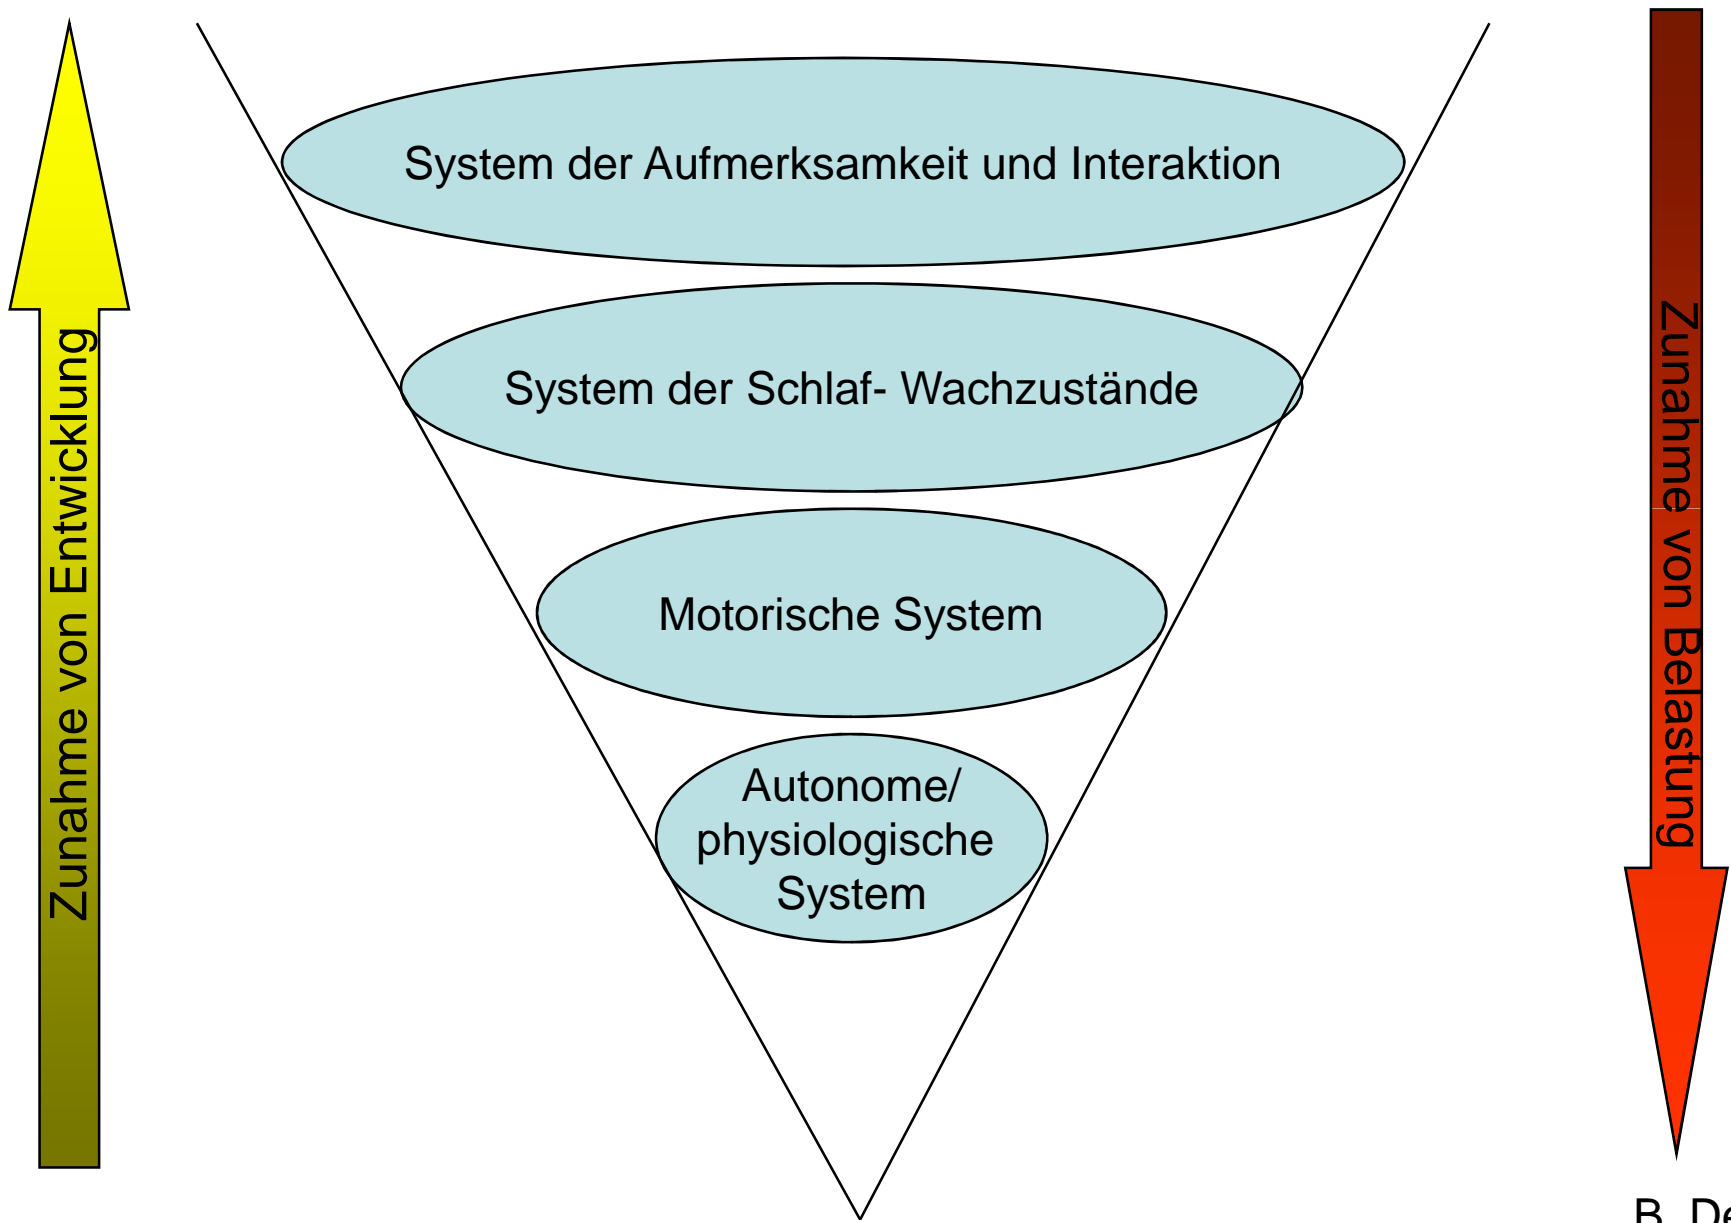 System der Aufmerksamkeit und Interaktion
System der Schlaf- Wachzustände
Motorische System
Autonome/
physiologische
System
Zunahme von Entwicklung
Zunahme von Belastung
B.